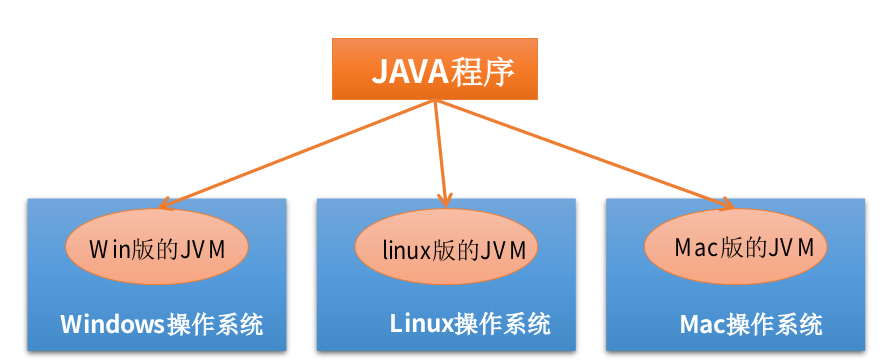 JAVA程序
Win版的JVM
linux版的JVM
Mac版的JVM
Windows操作系统
Linux操作系统
Mac操作系统